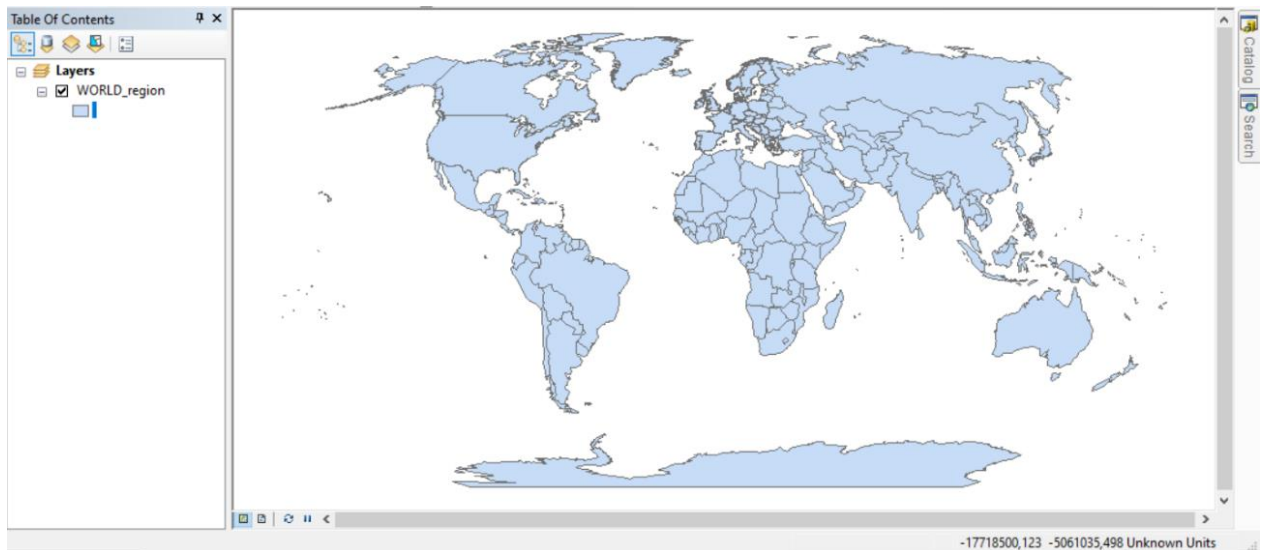 Table Of Contents
Layers
WORLD_region
Catalog
Search
-17718500,123 -5061035,498 Unknown Units